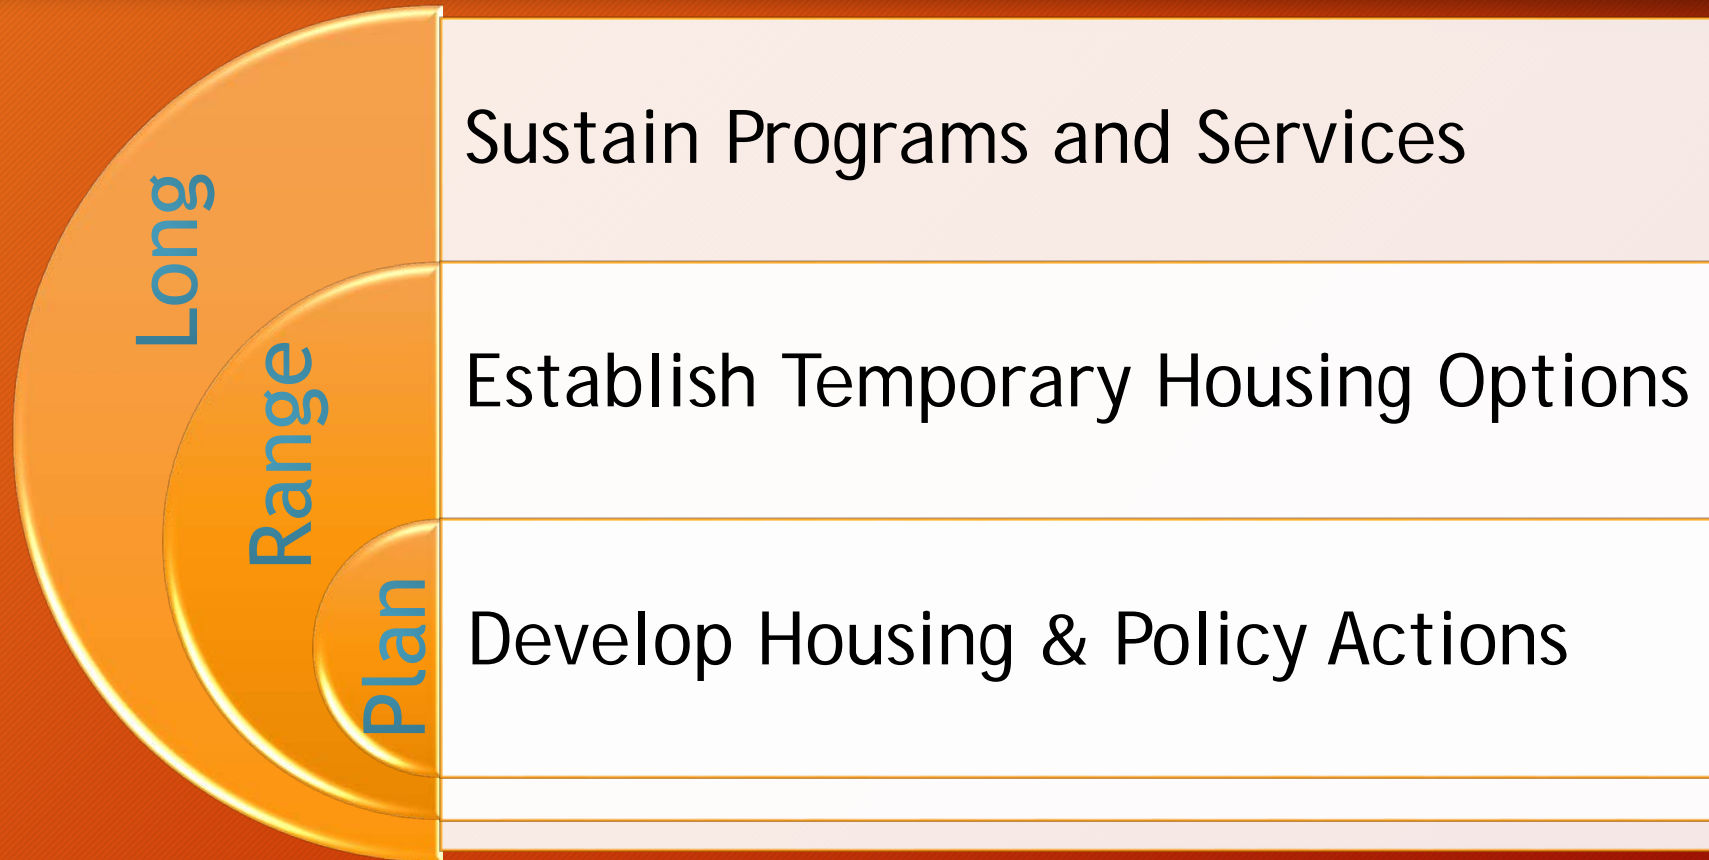 Long
Range
Plan
Sustain Programs and Services
Establish Temporary Housing Options
Develop Housing & Policy Actions